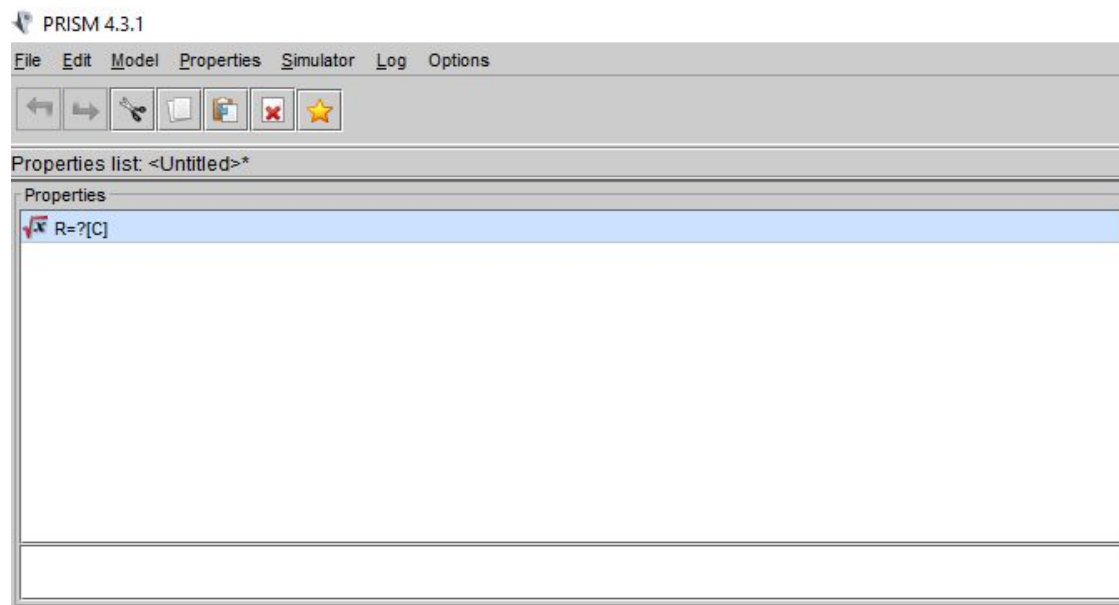 PRISM 4.3.1
File Edit Model Properties Simulator Log Options
Properties list: <Untitled>*
Properties
√x R=?[C]